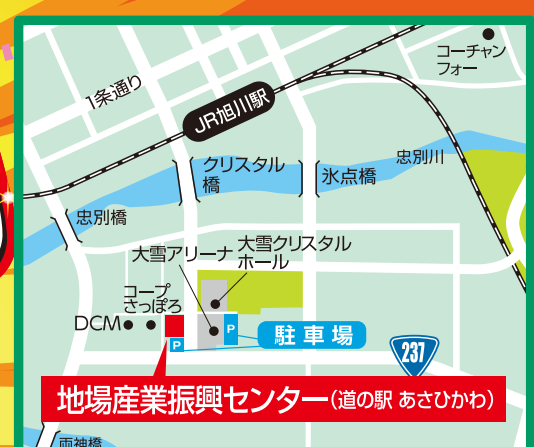 コーチャン
フォー
1条通り
JR旭川駅
クリスタル
橋
氷点橋
忠別川
忠別橋
大雪アリーナ
大雪クリスタル
ホール
コープ
さっぽろ
DCM
P
P
駐車場
237
地場産業振興センター(道の駅 あさひかわ)
両神橋